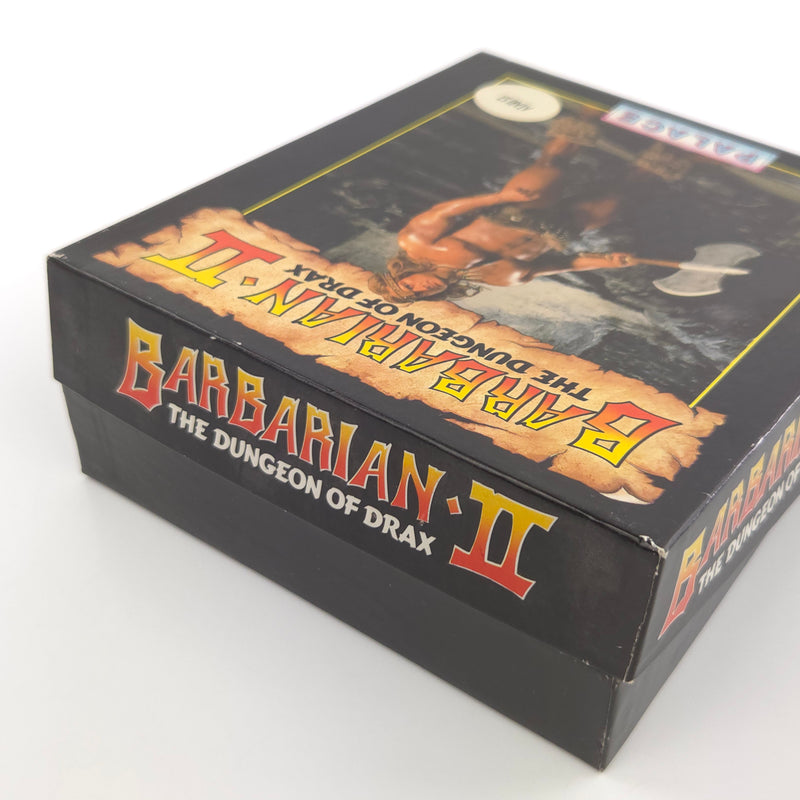 PALACE
BARBARIAN · II
THE DUNGEON OF DRAX
BARBARIAN · II
THE DUNGEON OF DRAX
BARBARIAN
THE DUNGEON OF